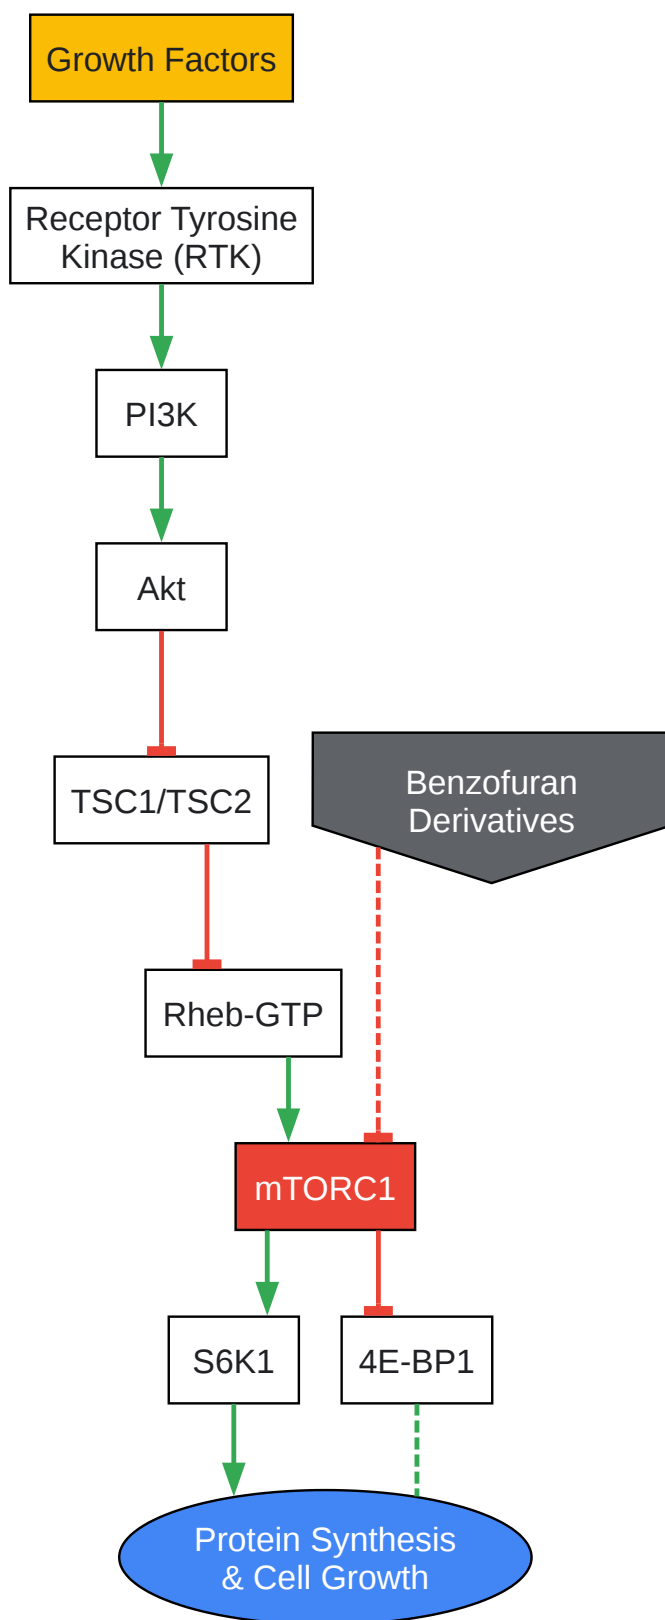 Growth Factors
Receptor Tyrosine
Kinase (RTK)
PI3K
Akt
TSC1/TSC2
Benzofuran
Derivatives
Rheb-GTP
mTORC1
S6K1
4E-BP1
Protein Synthesis
& Cell Growth